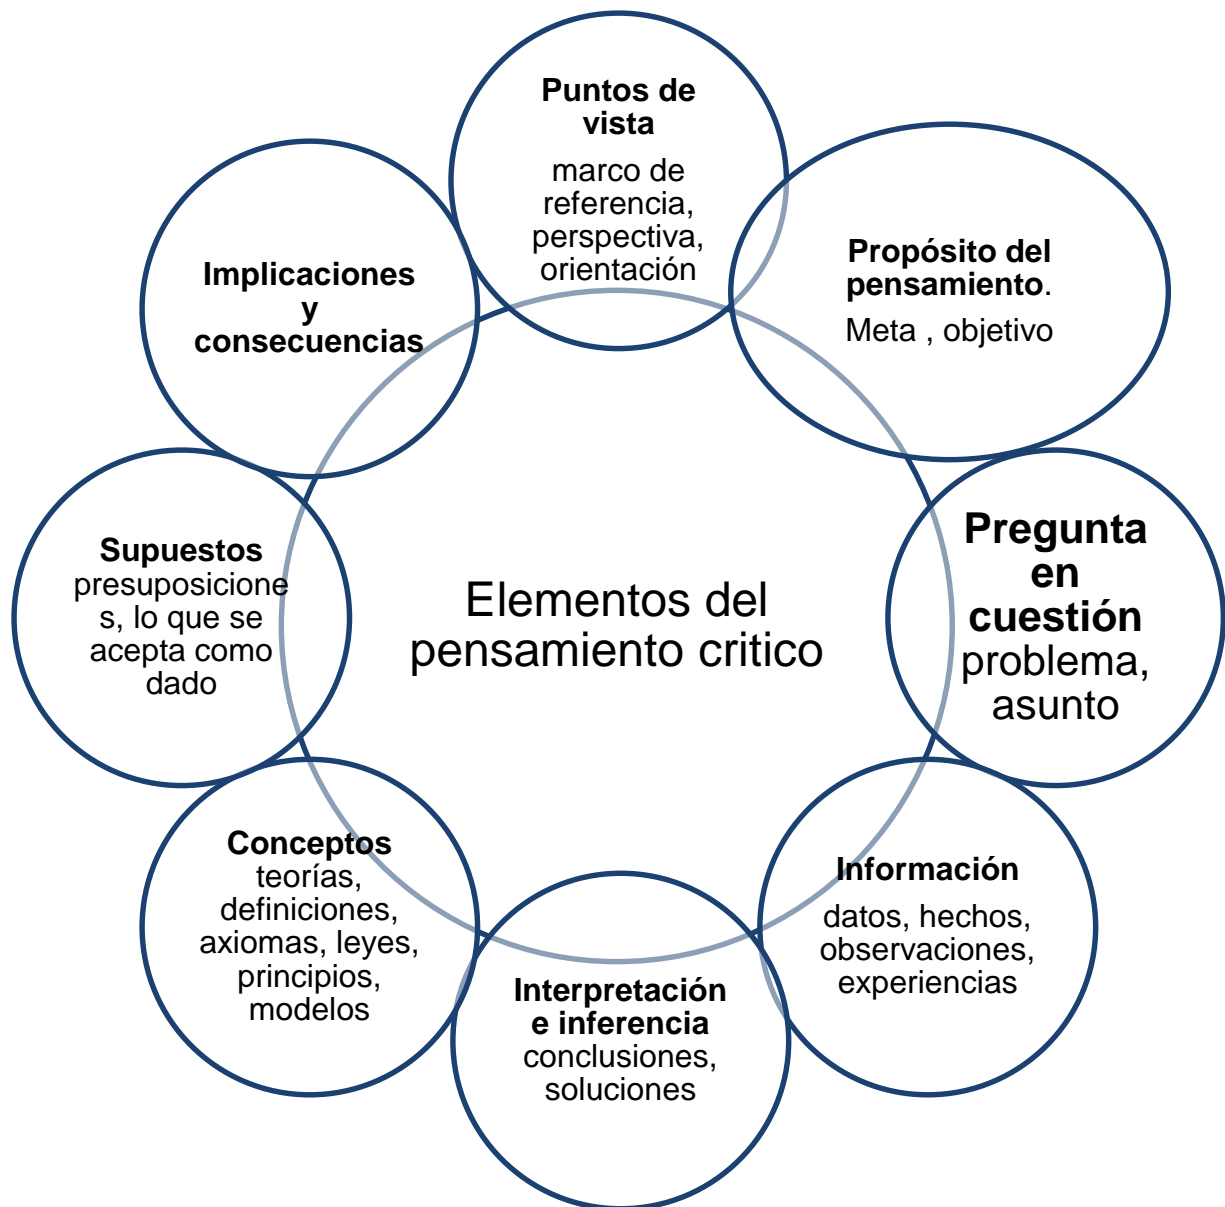 Puntos de
vista
marco de
referencia,
perspectiva,
orientación
Propósito del
pensamiento.
Meta , objetivo
Pregunta
en
cuestión
problema,
asunto
Información
datos, hechos,
observaciones,
experiencias
Interpretación
e inferencia
conclusiones,
soluciones
Conceptos
teorías,
definiciones,
axiomas, leyes,
principios,
modelos
Supuestos
presuposicione
s, lo que se
acepta como
dado
Implicaciones
y
consecuencias
Elementos del
pensamiento critico